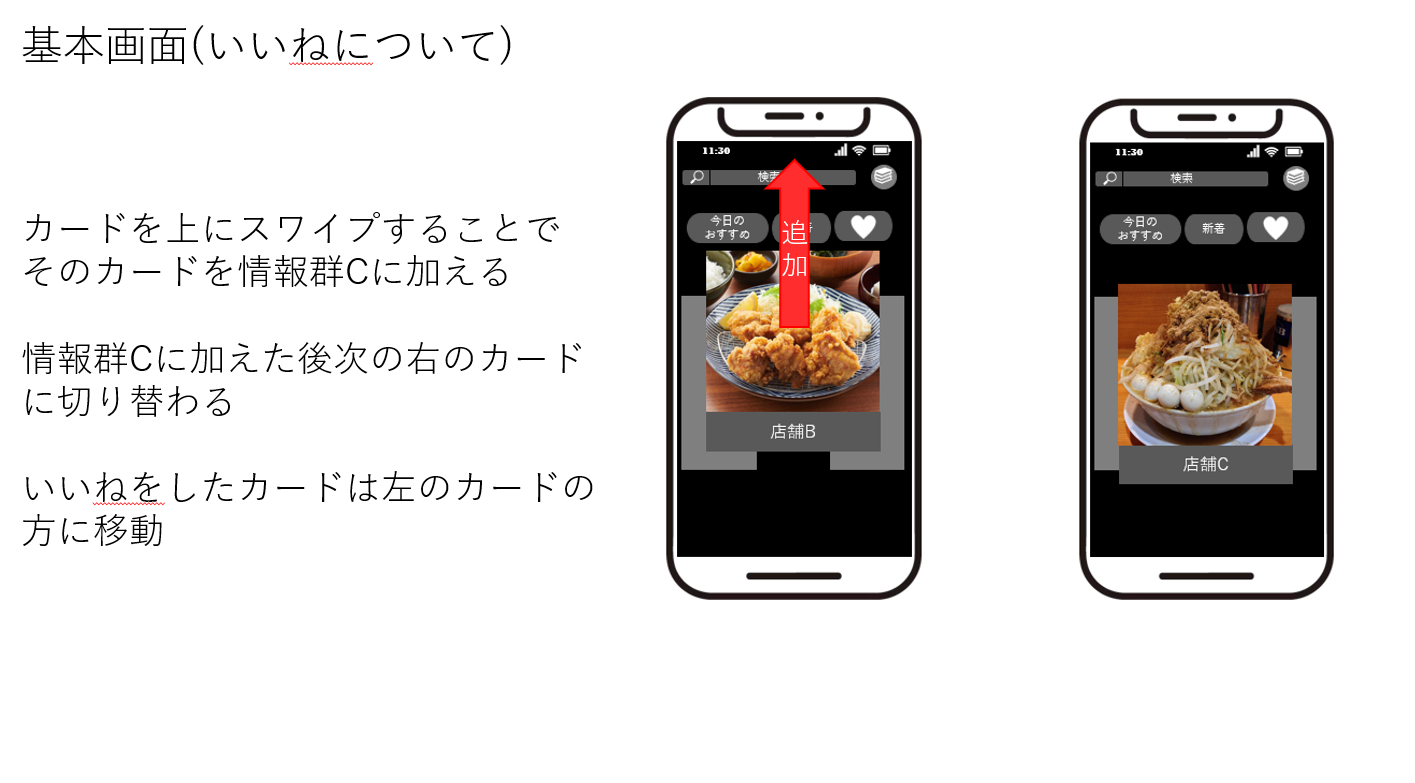 基本画面(いいねについて)
カードを上にスワイプすることで
そのカードを情報群Cに加える
情報群Cに加えた後次の右のカード
に切り替わる
いいねをしたカードは左のカードの
方に移動
11:30
検索
今日の
おすすめ
追
加
店舗B
11:30
検索
今日の
おすすめ
新着
店舗C